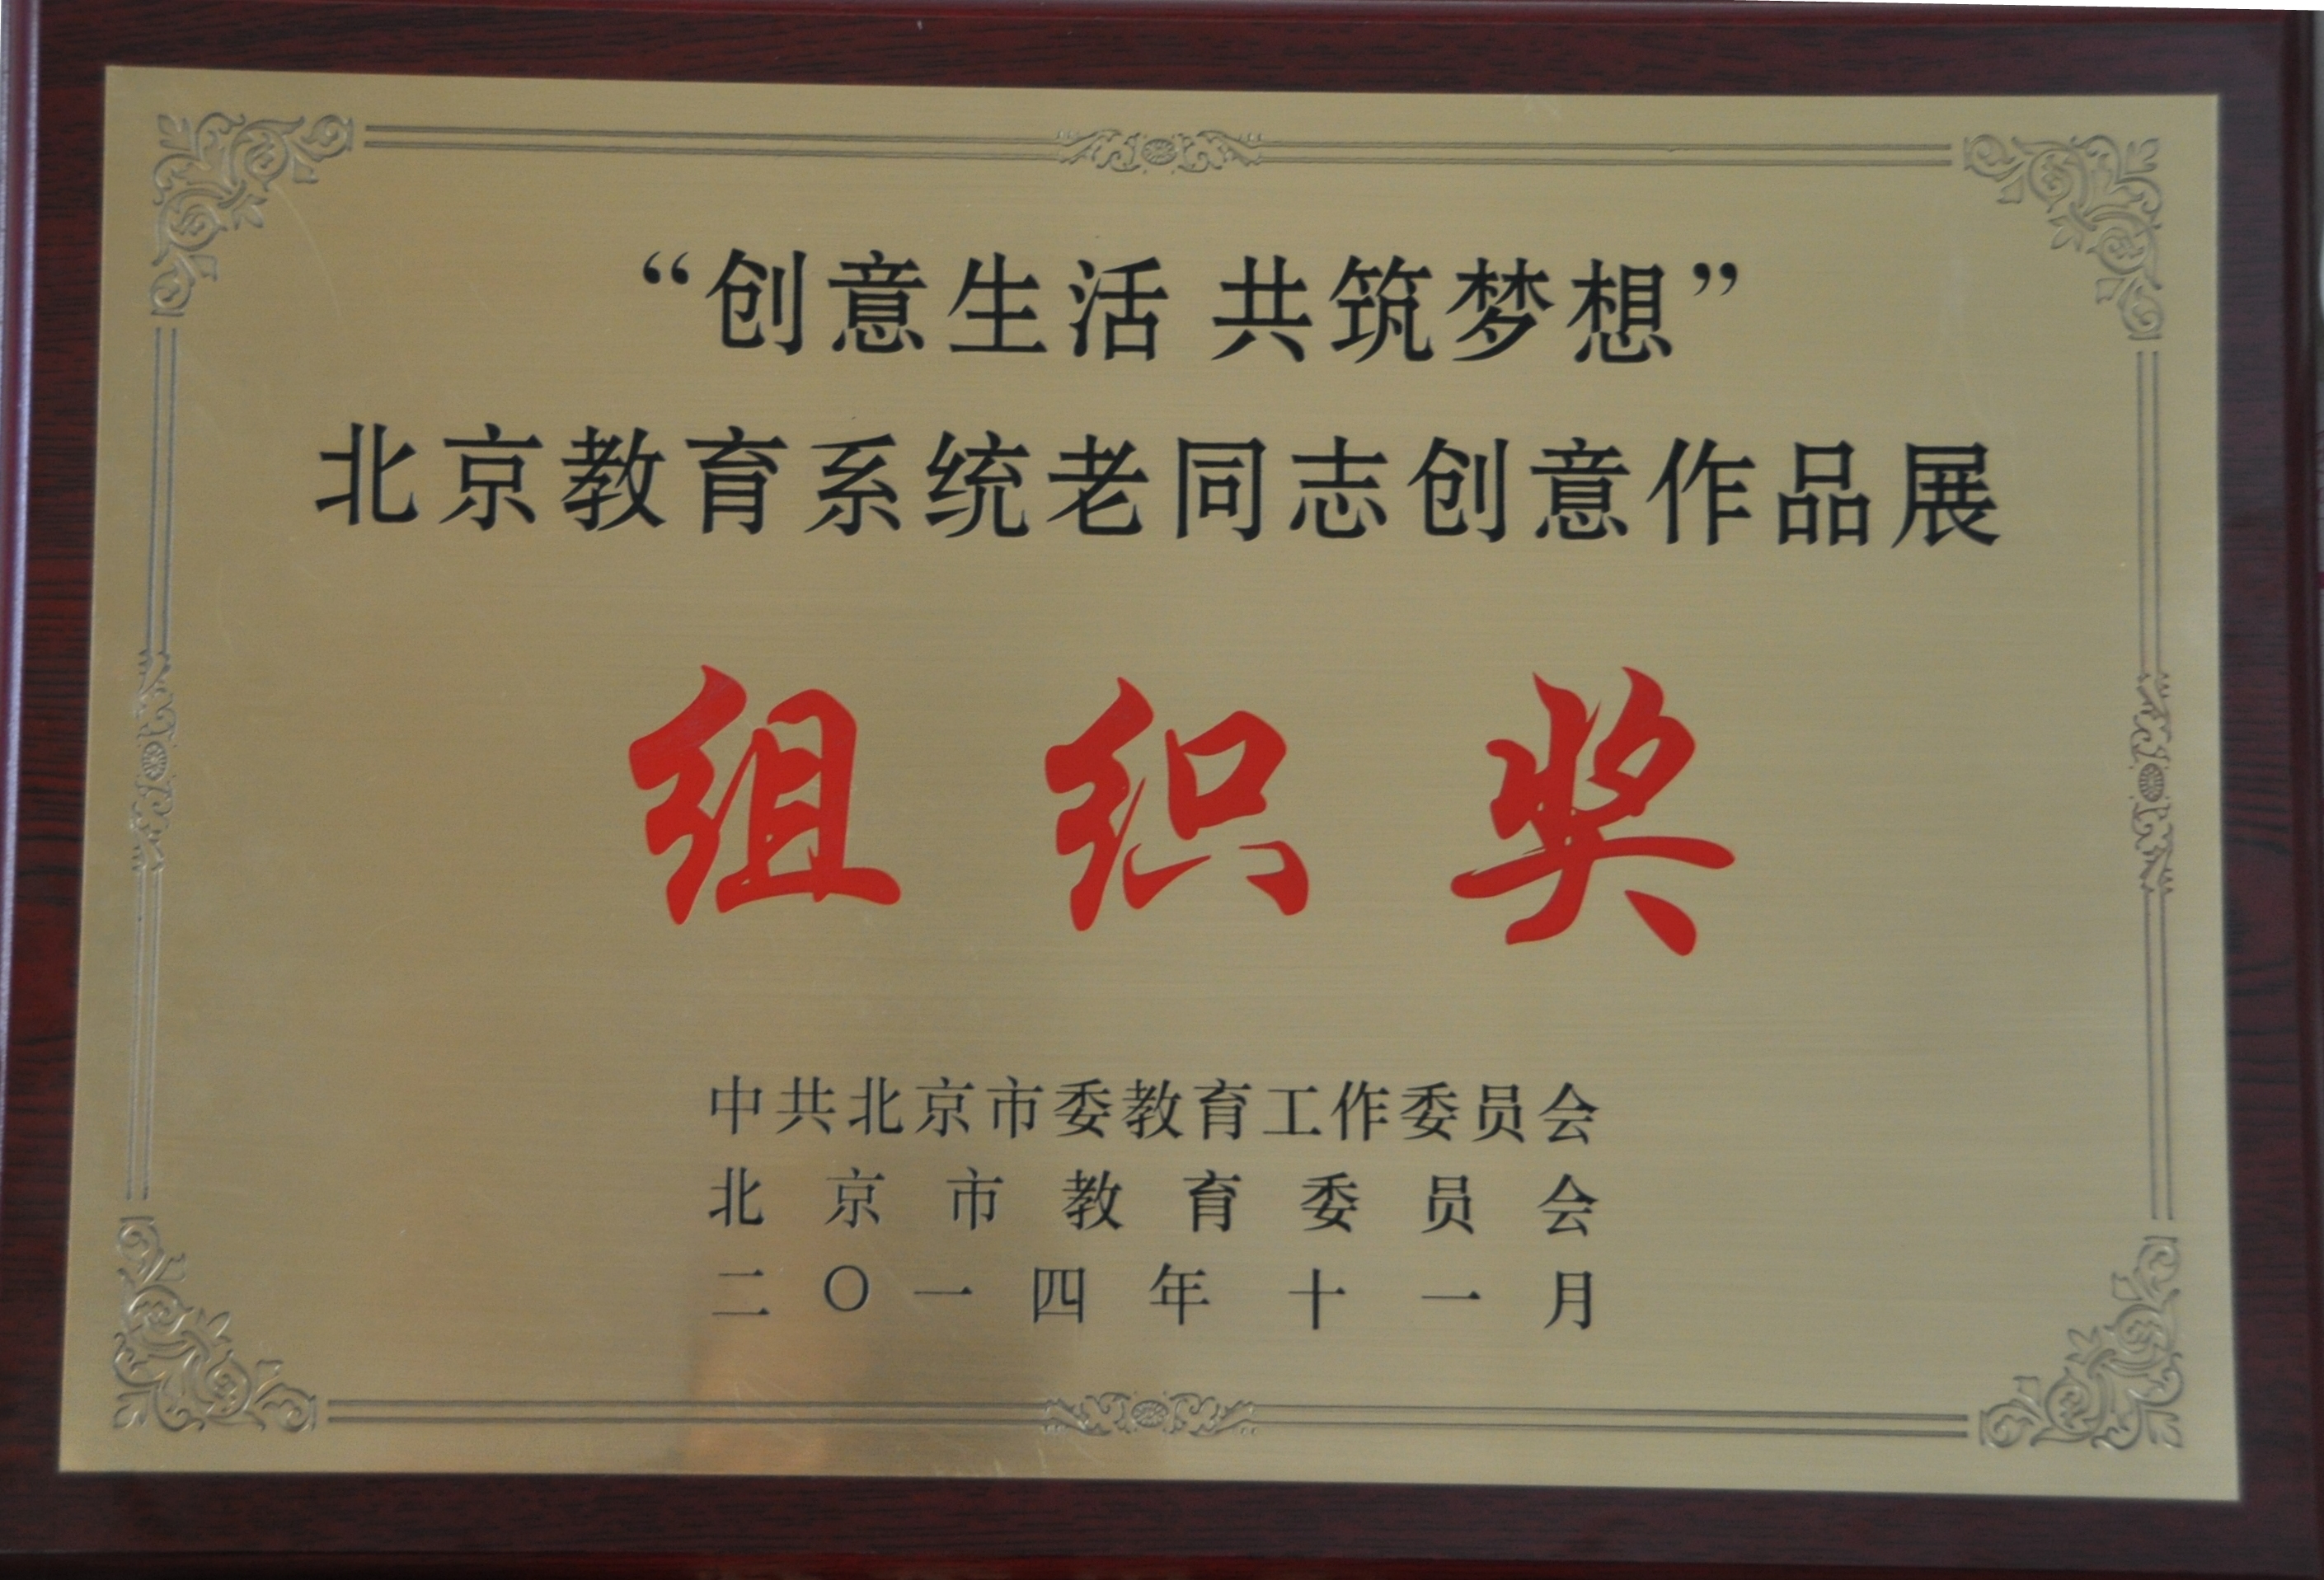 “创意生活 共筑梦想”
北京教育系统老同志创意作品展
组织奖
中共北京市委教育工作委员会
北京市教育委员会
二〇一四年十一月